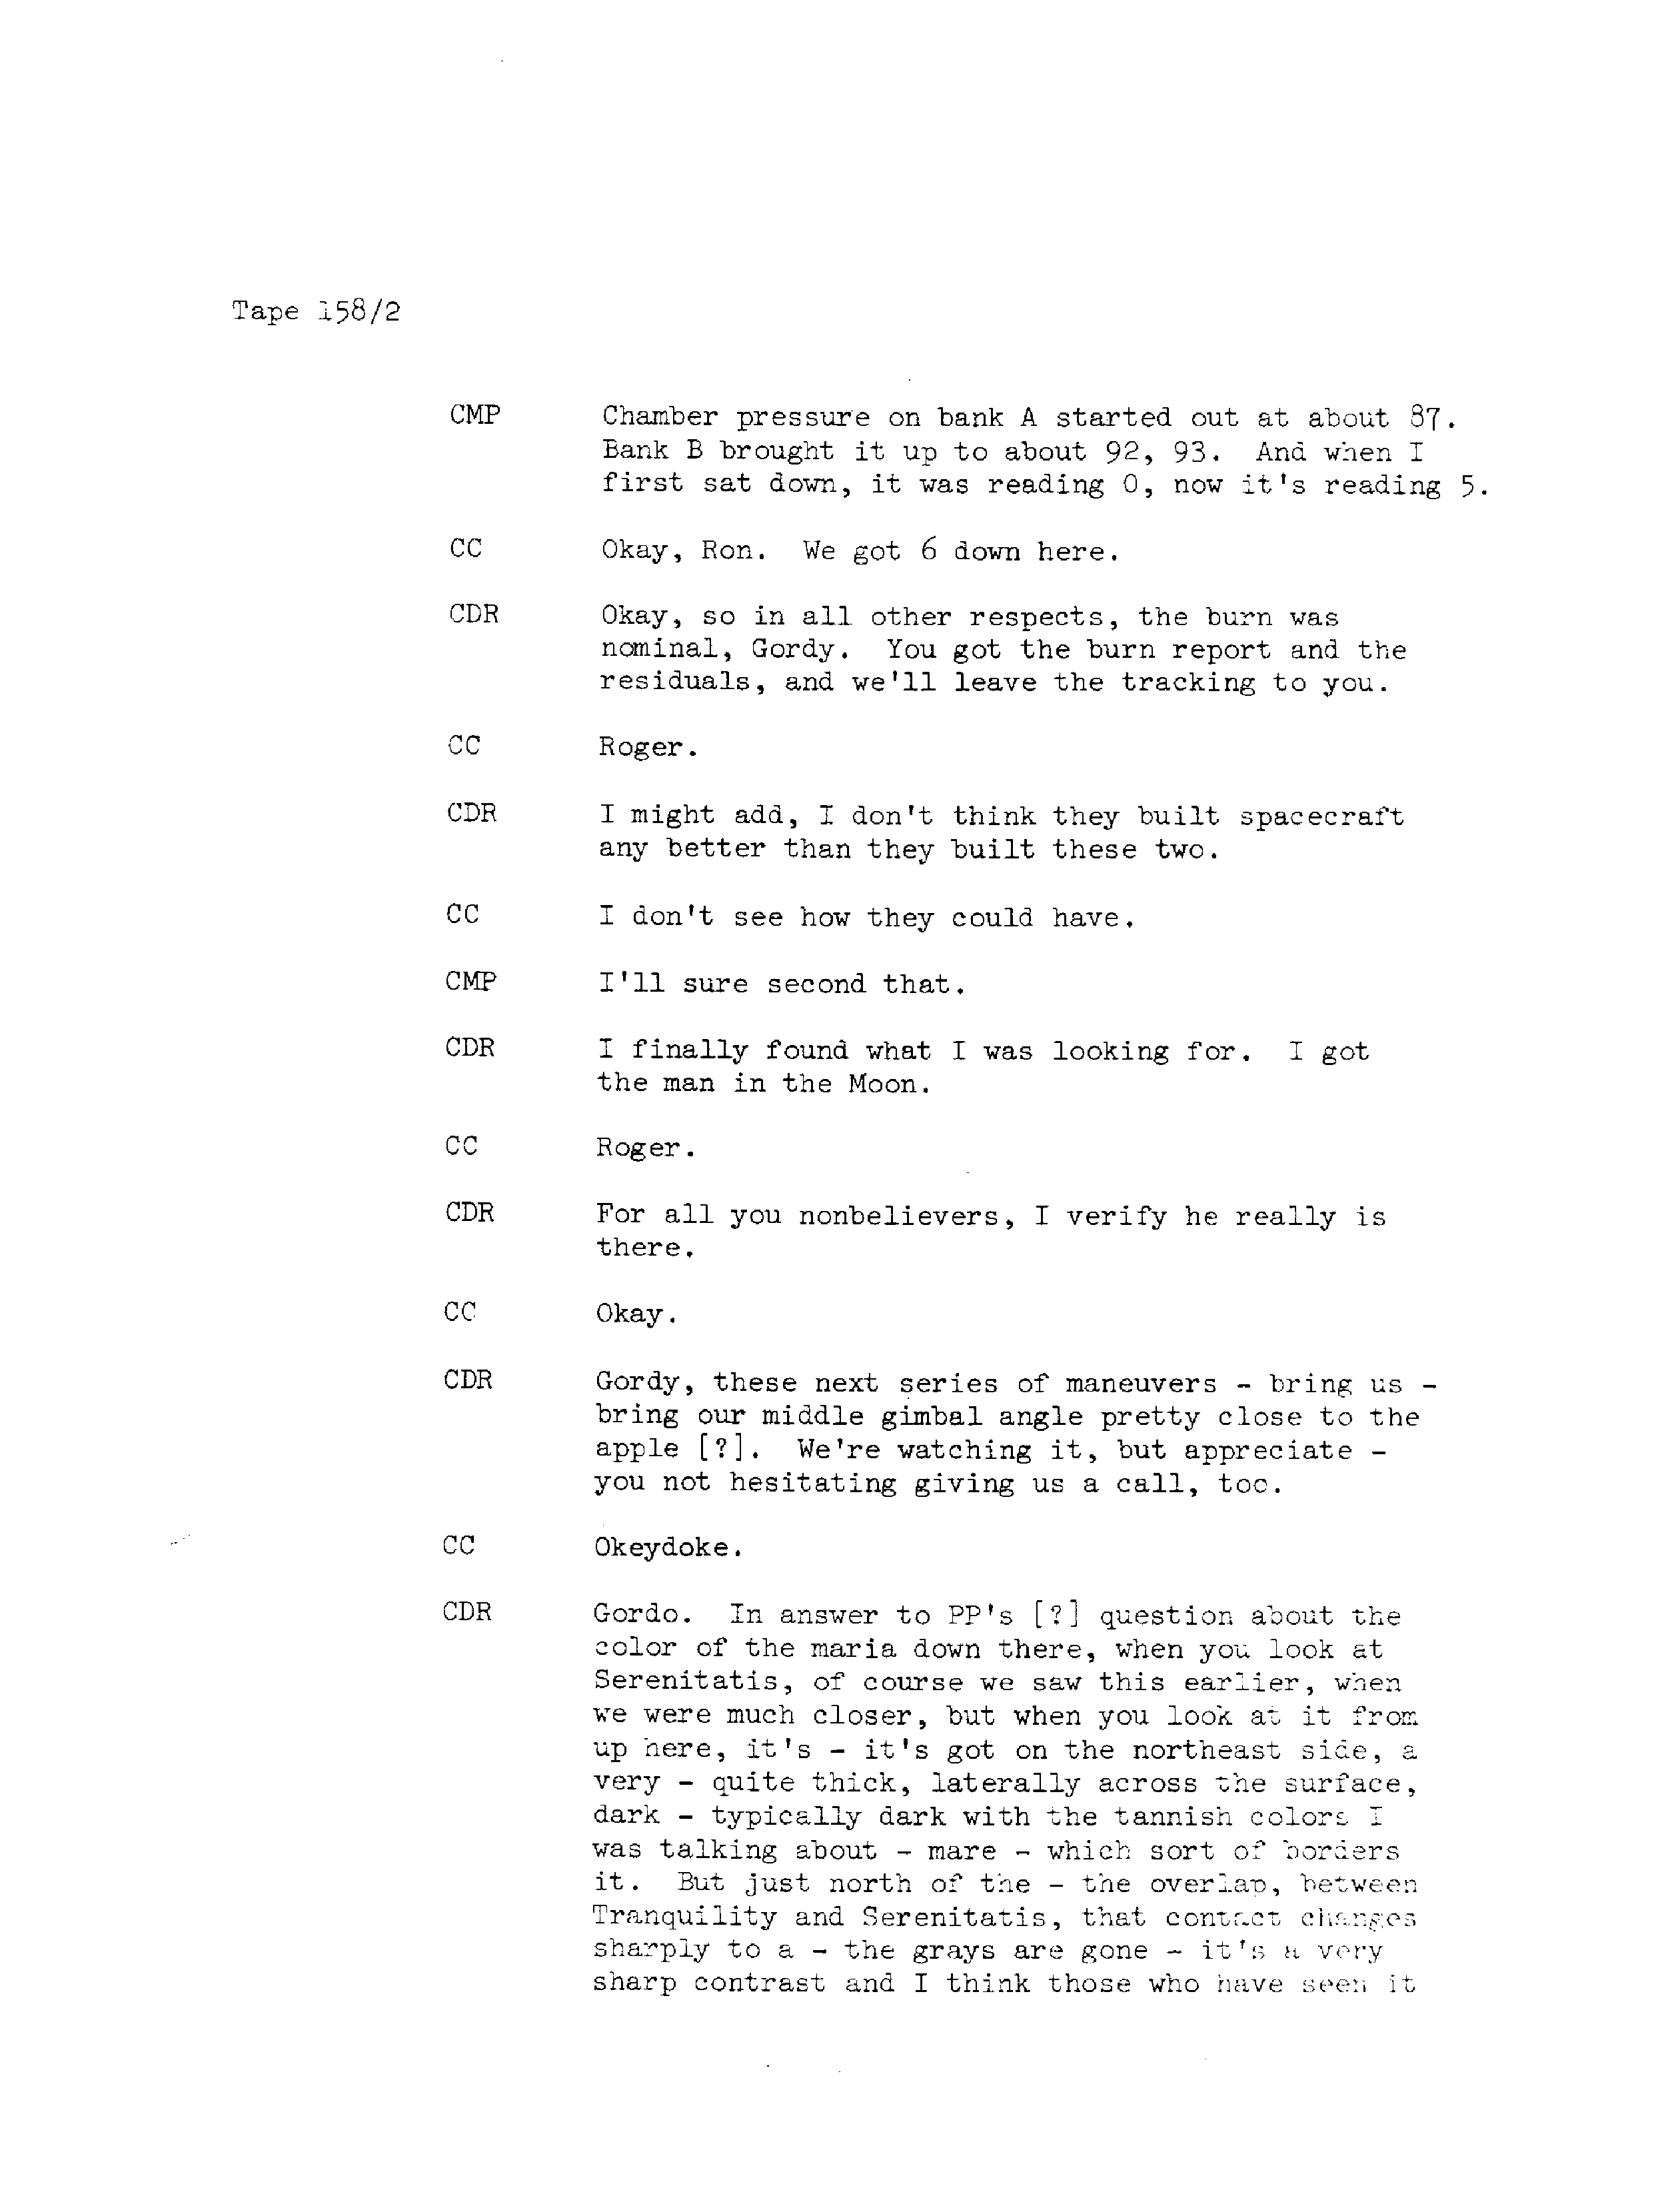 Tape 158/2
CMP Chamber pressure on bank A started out at about 87.
Bank B brought it up to about 92, 93. And when I
first sat down, it was reading 0, now it's reading 5.
CC Okay, Ron. We got 6 down here.
CDR Okay, so in all other respects, the burn was
nominal, Gordy. You got the burn report and the
residuals, and we'll leave the tracking to you.
CC Roger.
CDR I might add, I don't think they built spacecraft
any better than they built these two.
CC I don't see how they could have.
CMP I'll sure second that.
CDR I finally found what I was looking for. I got
the man in the Moon.
CC Roger.
CDR For all you nonbelievers, I verify he really is
there.
CC Okay.
CDR Gordy, these next series of maneuvers - bring us -
bring our middle gimbal angle pretty close to the
apple [?]. We're watching it, but appreciate -
you not hesitating giving us a call, too.
CC Okeydoke.
CDR Gordo. In answer to PP's [?] question about the
color of the maria down there, when you look at
Serenitatis, of course we saw this earlier, when
we were much closer, but when you look at it from
up here, it's - it's got on the northeast side, a
very - quite thick, laterally across the surface,
dark - typically dark with the tannish colors I
was talking about - mare - which sort of borders
it. But just north of the - the overlap, between
Tranquility and Serenitatis, that contact changes
sharply to a - the grays are gone - it's a very
sharp contrast and I think those who have seen it